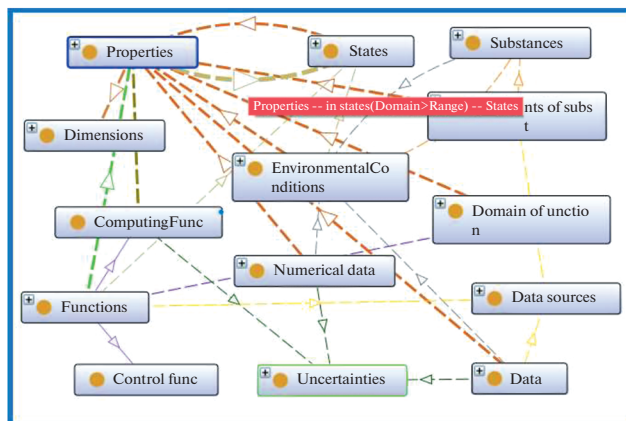 Properties
States
Substances
Properties -- in states(Domain>Range) -- States
nts of subst
t
Dimensions
EnvironmentalCo
nditions
ComputingFunc
Domain of unctio
n
Numerical data
Functions
Data sources
Control func
Uncertainties
Data